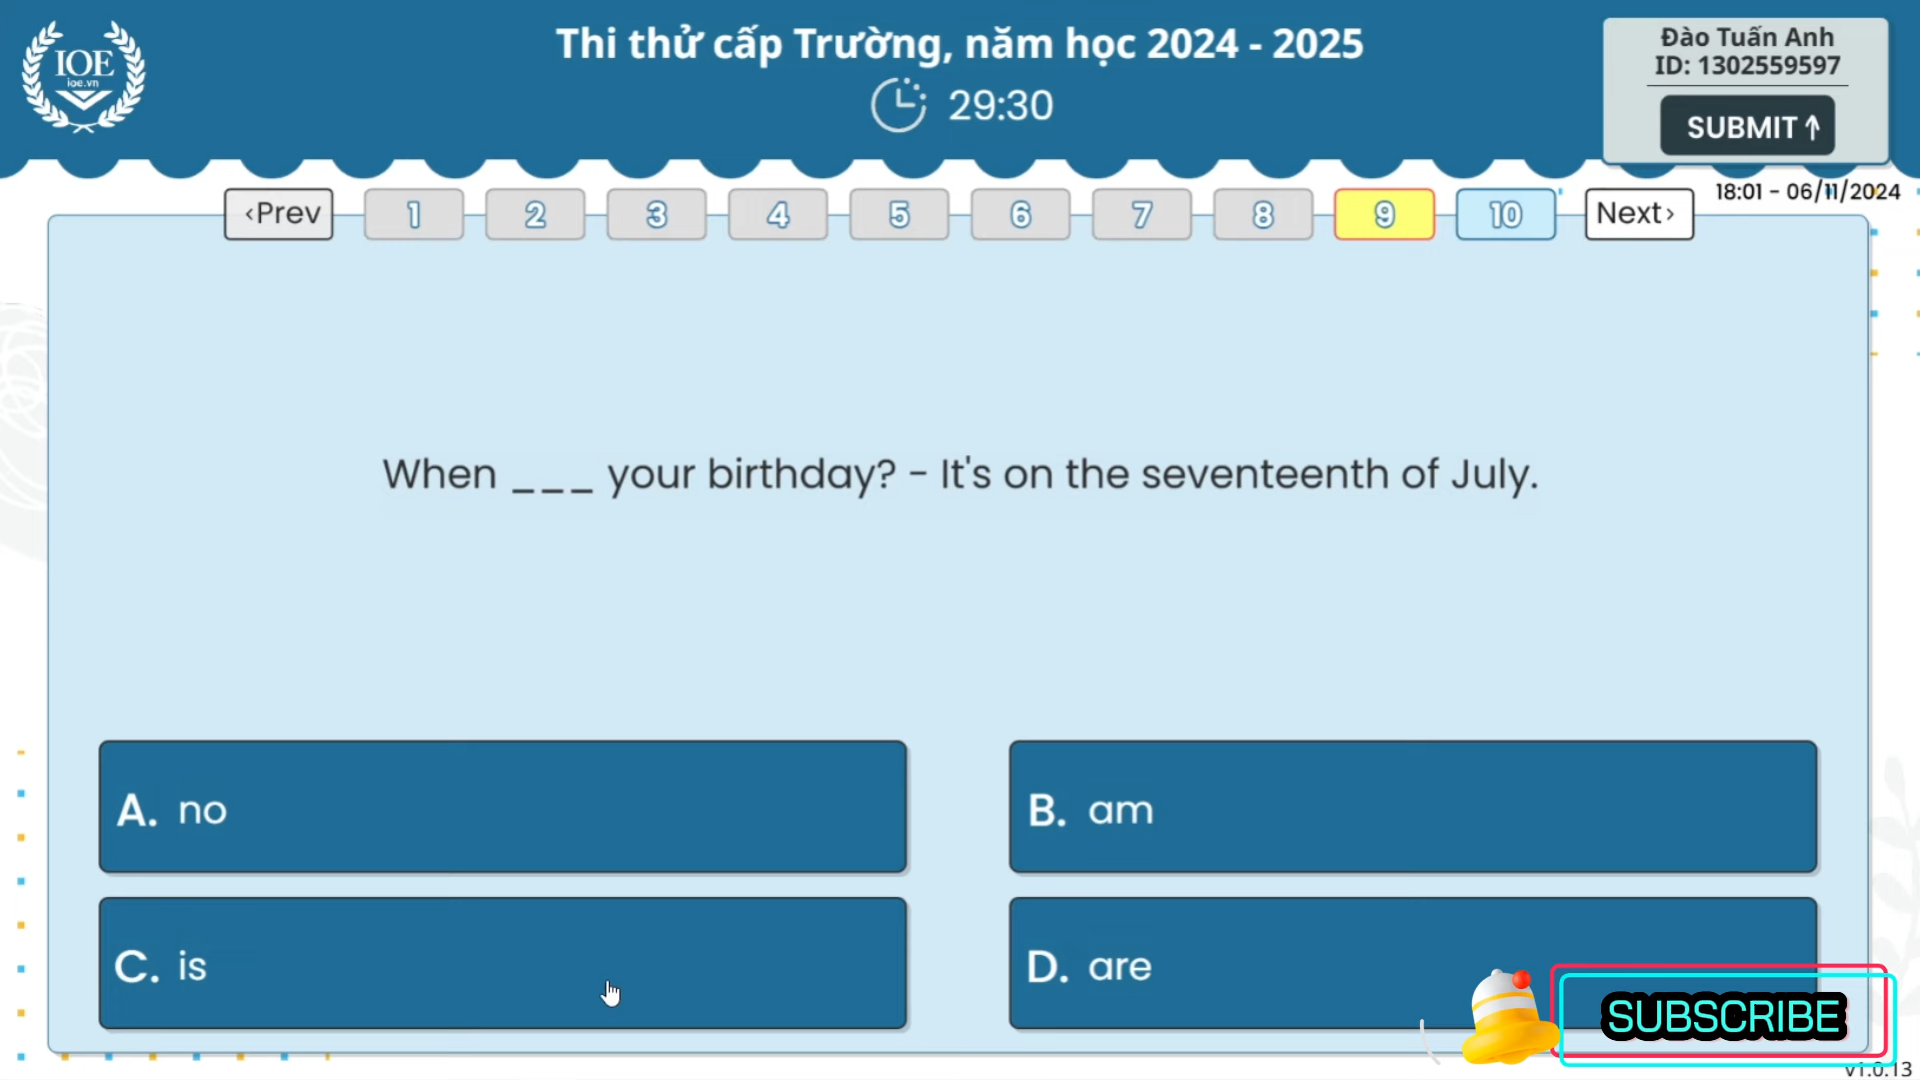 IOE
ioe.vn
Thi thử cấp Trường, năm học 2024 - 2025
29:30
Đào Tuấn Anh
ID: 1302559597
SUBMIT
18:01 - 06/11/2024
‹Prev 1 2 3 4 5 6 7 8 9 10 Next›
When ___ your birthday? - It's on the seventeenth of July.
A. no
B. am
C. is
D. are
SUBSCRIBE
v1.0.13